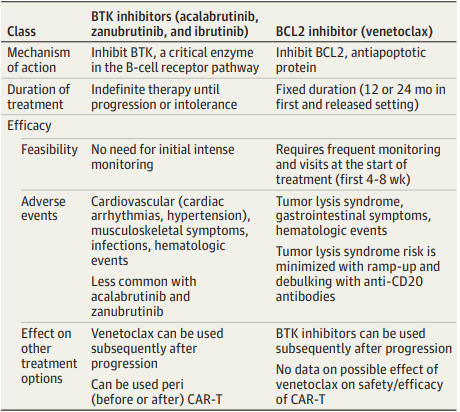 Class
BTK inhibitors (acalabrutinib,
zanubrutinib, and ibrutinib)
BCL2 inhibitor (venetoclax)
Mechanism
of action
Inhibit BTK, a critical enzyme
in the B-cell receptor pathway
Inhibit BCL2, antiapoptotic
protein
Duration of
treatment
Indefinite therapy until
progression or intolerance
Fixed duration (12 or 24 mo in
first and released setting)
Efficacy
Feasibility
No need for initial intense
monitoring
Requires frequent monitoring
and visits at the start of
treatment (first 4-8 wk)
Adverse
events
Cardiovascular (cardiac
arrhythmias, hypertension),
musculoskeletal symptoms,
infections, hematologic
events
Less common with
acalabrutinib and
zanubrutinib
Tumor lysis syndrome,
gastrointestinal symptoms,
hematologic events
Tumor lysis syndrome risk is
minimized with ramp-up and
debulking with anti-CD20
antibodies
Effect on
other
treatment
options
Venetoclax can be used
subsequently after
progression
Can be used peri
(before or after) CAR-T
BTK inhibitors can be used
subsequently after progression
No data on possible effect of
venetoclax on safety/efficacy
of CAR-T